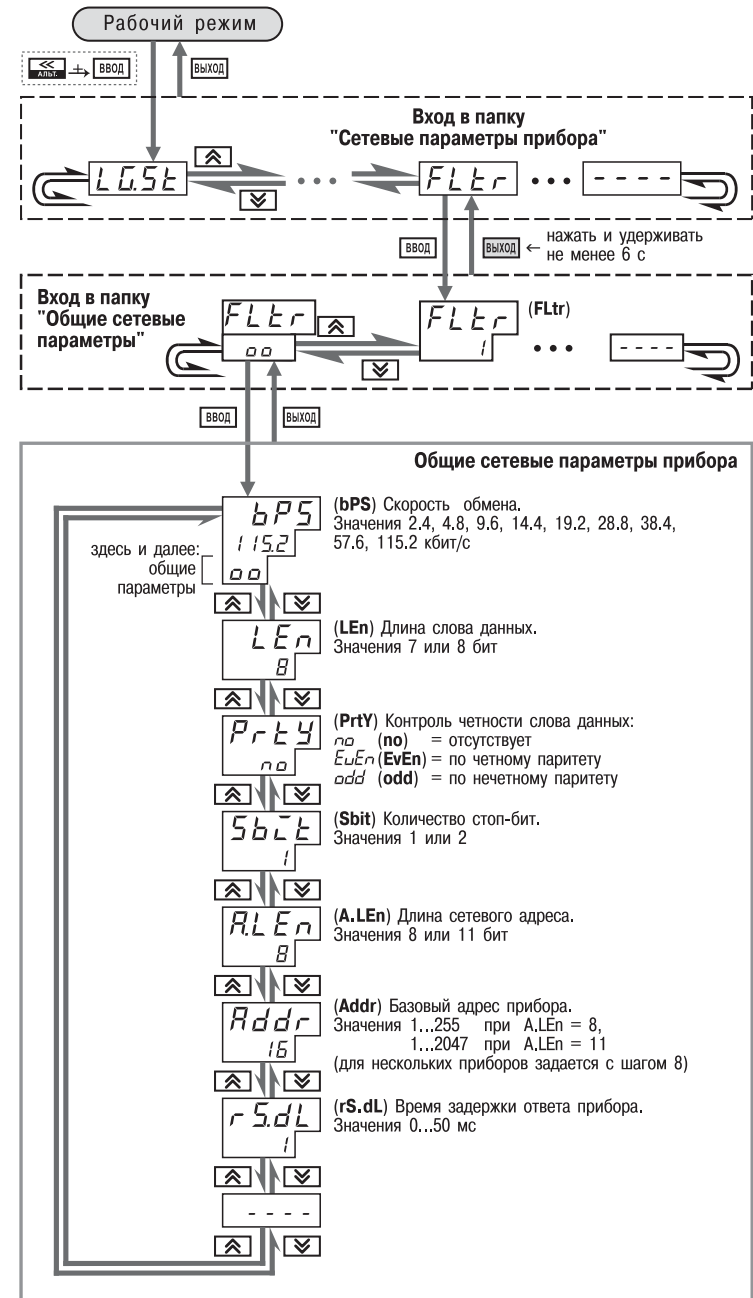 Рабочий режим
АЛЬТ. ВВОД ВЫХОД
Вход в папку
"Сетевые параметры прибора"
LG.St ••• FLtr ••• - - - -
ВВОД ВЫХОД ← нажать и удерживать
не менее 6 с
Вход в папку
"Общие сетевые
параметры"
FLtr
oo
FLtr (FLtr)
1
••• - - - -
ВВОД ВЫХОД
Общие сетевые параметры прибора
bPS
115.2
oo
(bPS) Скорость обмена.
Значения 2.4, 4.8, 9.6, 14.4, 19.2, 28.8, 38.4,
57.6, 115.2 кбит/с
здесь и далее:
общие
параметры
LEn
8
(LEn) Длина слова данных.
Значения 7 или 8 бит
PrtY
no
(PrtY) Контроль четности слова данных:
no (no) = отсутствует
EvEn (EvEn) = по четному паритету
odd (odd) = по нечетному паритету
Sbit
1
(Sbit) Количество стоп-бит.
Значения 1 или 2
A.LEn
8
(A.LEn) Длина сетевого адреса.
Значения 8 или 11 бит
Addr
16
(Addr) Базовый адрес прибора.
Значения 1...255 при A.LEn = 8,
1...2047 при A.LEn = 11
(для нескольких приборов задается с шагом 8)
rS.dL
1
(rS.dL) Время задержки ответа прибора.
Значения 0...50 мс
- - - -